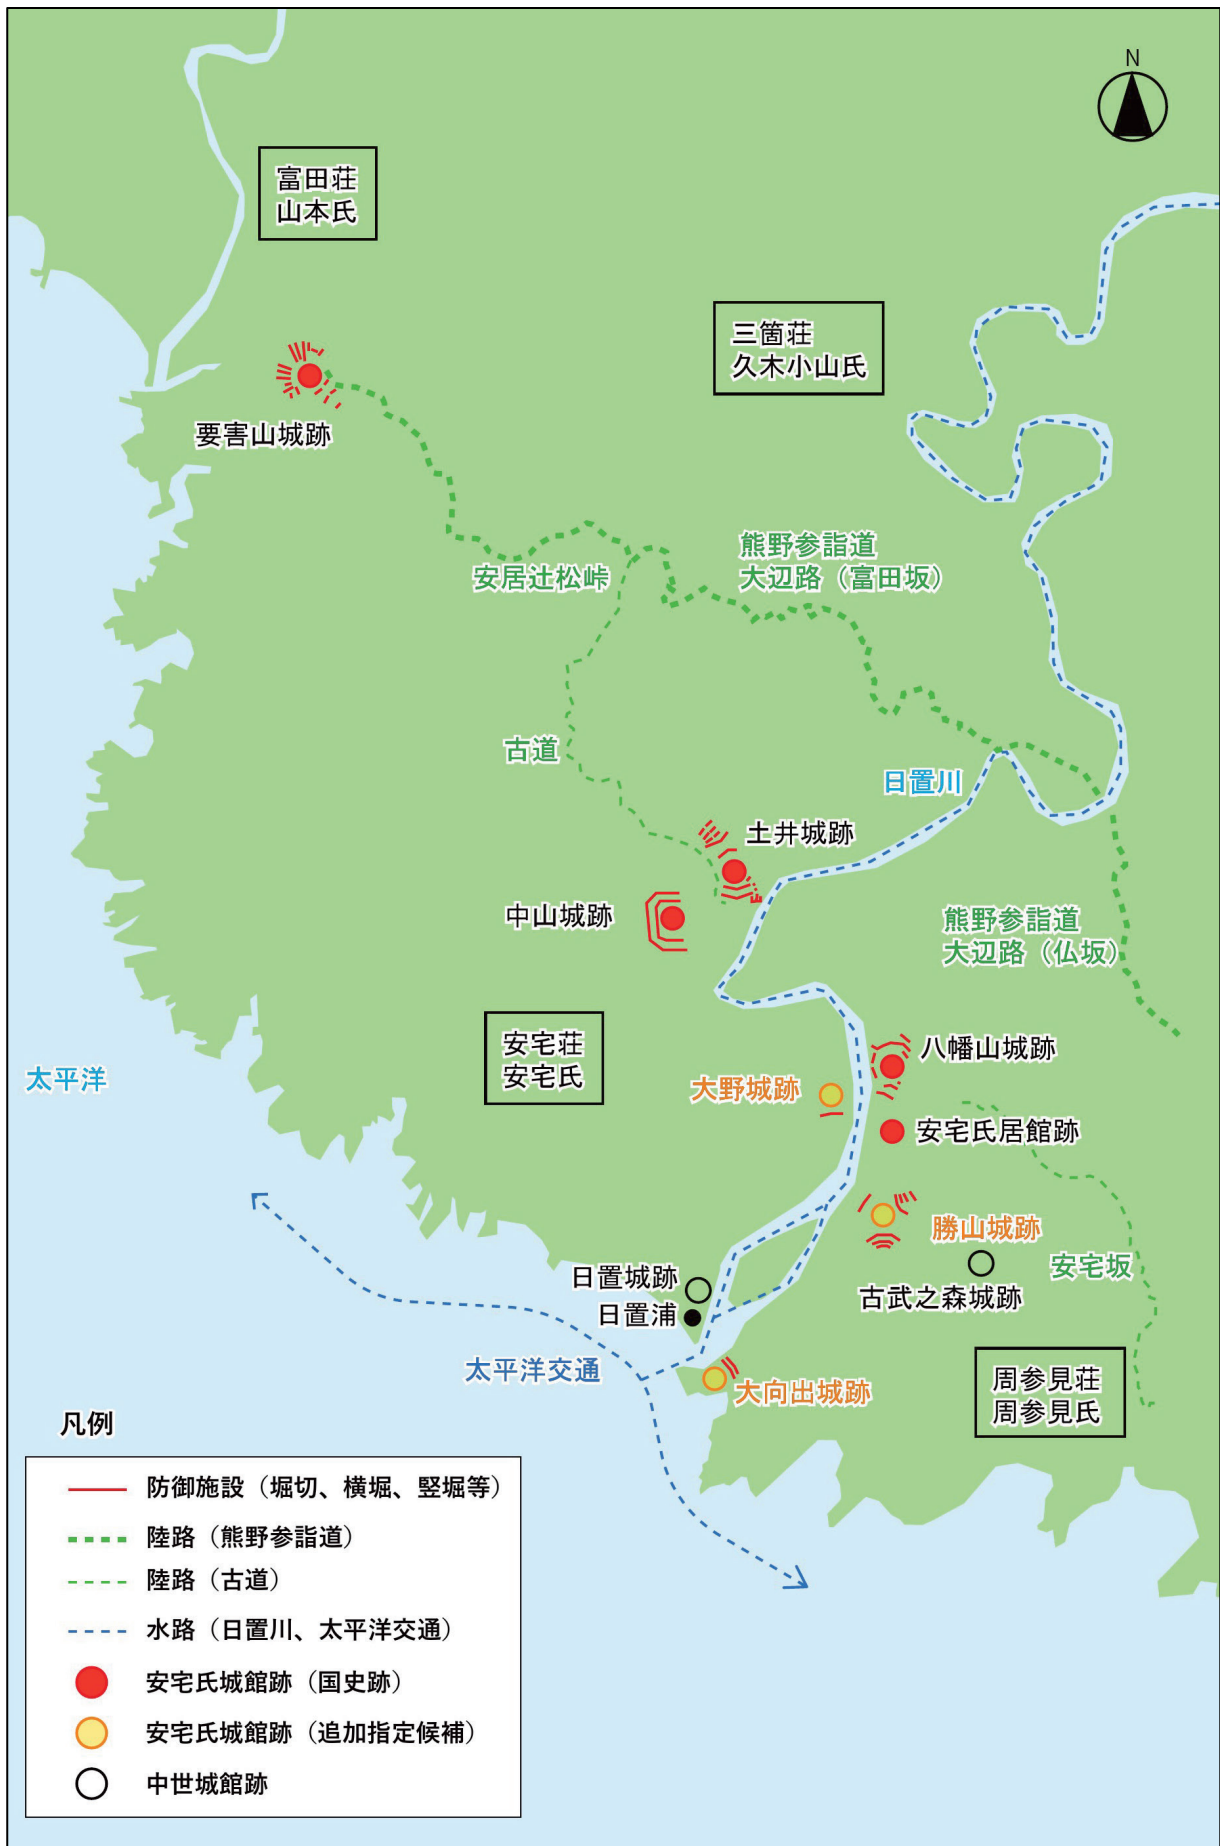 N
富田荘
山本氏
三箇荘
久木小山氏
要害山城跡
熊野参詣道
大辺路（富田坂）
安居辻松峠
古道
日置川
土井城跡
中山城跡
熊野参詣道
大辺路（仏坂）
安宅荘
安宅氏
八幡山城跡
太平洋
大野城跡
安宅氏居館跡
勝山城跡
安宅坂
日置城跡
古武之森城跡
日置浦
太平洋交通
大向出城跡
周参見荘
周参見氏
凡例
防御施設（堀切、横堀、竪堀等）
陸路（熊野参詣道）
陸路（古道）
水路（日置川、太平洋交通）
安宅氏城館跡（国史跡）
安宅氏城館跡（追加指定候補）
中世城館跡